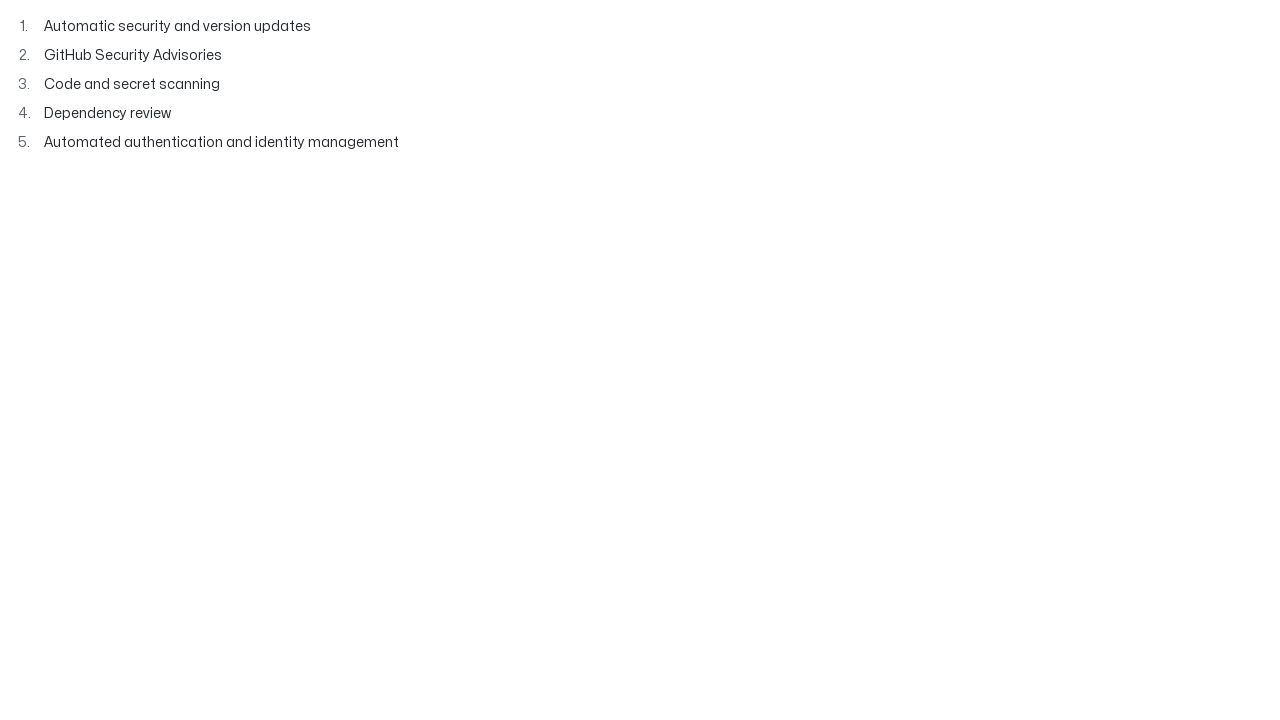 1. Automatic security and version updates
2. GitHub Security Advisories
3. Code and secret scanning
4. Dependency review
5. Automated authentication and identity management